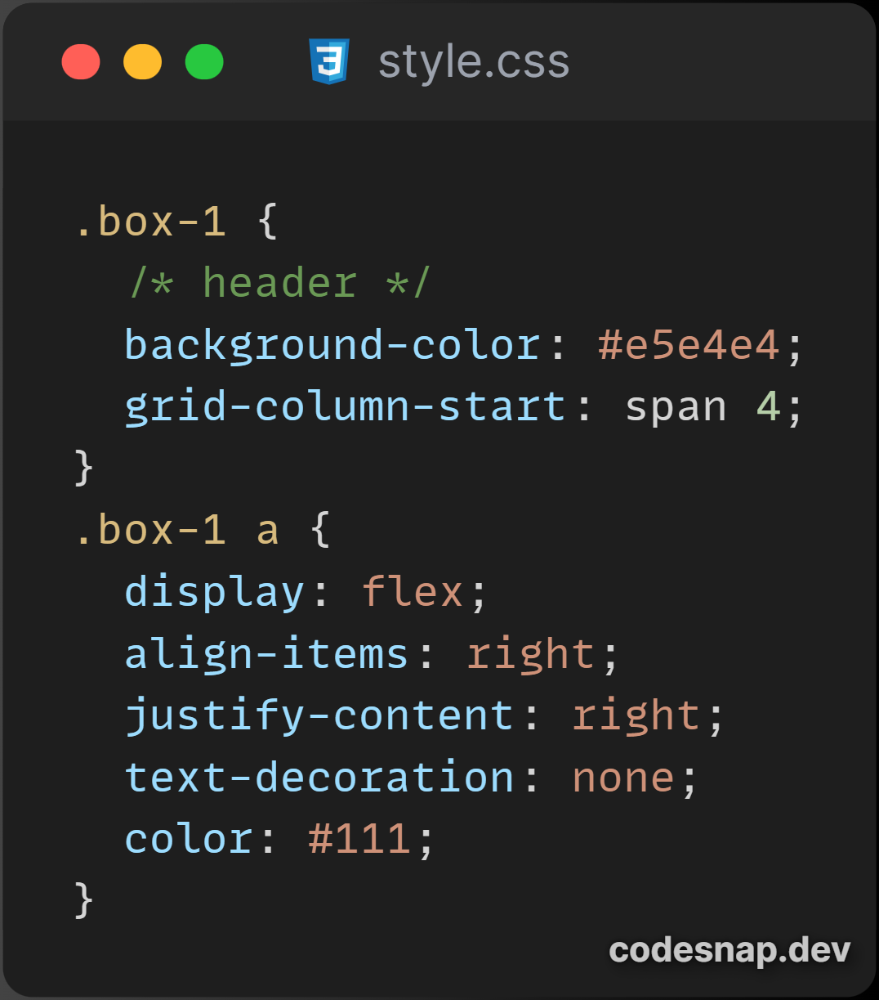 style.css
.box-1 {
/* header */
background-color: #e5e4e4;
grid-column-start: span 4;
}
.box-1 a {
display: flex;
align-items: right;
justify-content: right;
text-decoration: none;
color: #111;
}
codesnap.dev